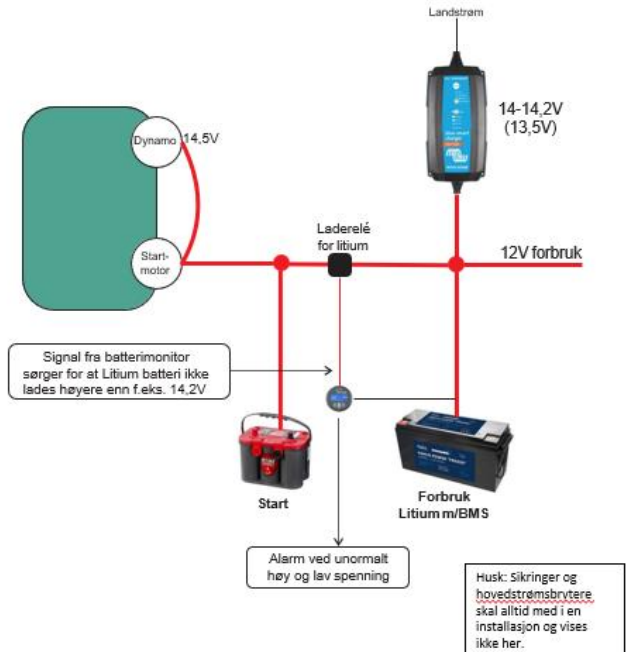 Landstrøm
Dynamo
14,5V
14-14,2V
(13,5V)
Laderelé
for litium
Start-
motor
12V forbruk
Signal fra batterimonitor
sørger for at Litium batteri ikke
lades høyere enn f.eks. 14,2V
Start
Forbruk
Litium m/BMS
Alarm ved unormalt
høy og lav spenning
Husk: Sikringer og
hovedstrømsbrytere
skal alltid med i en
installasjon og vises
ikke her.